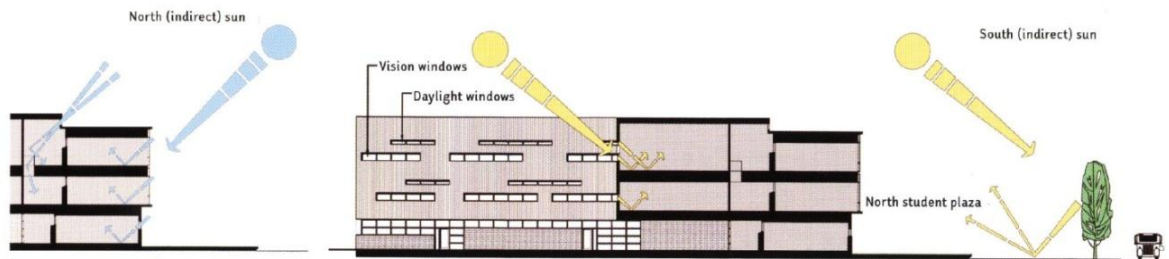 North (indirect) sun
South (indirect) sun
Vision windows
Daylight windows
North student plaza